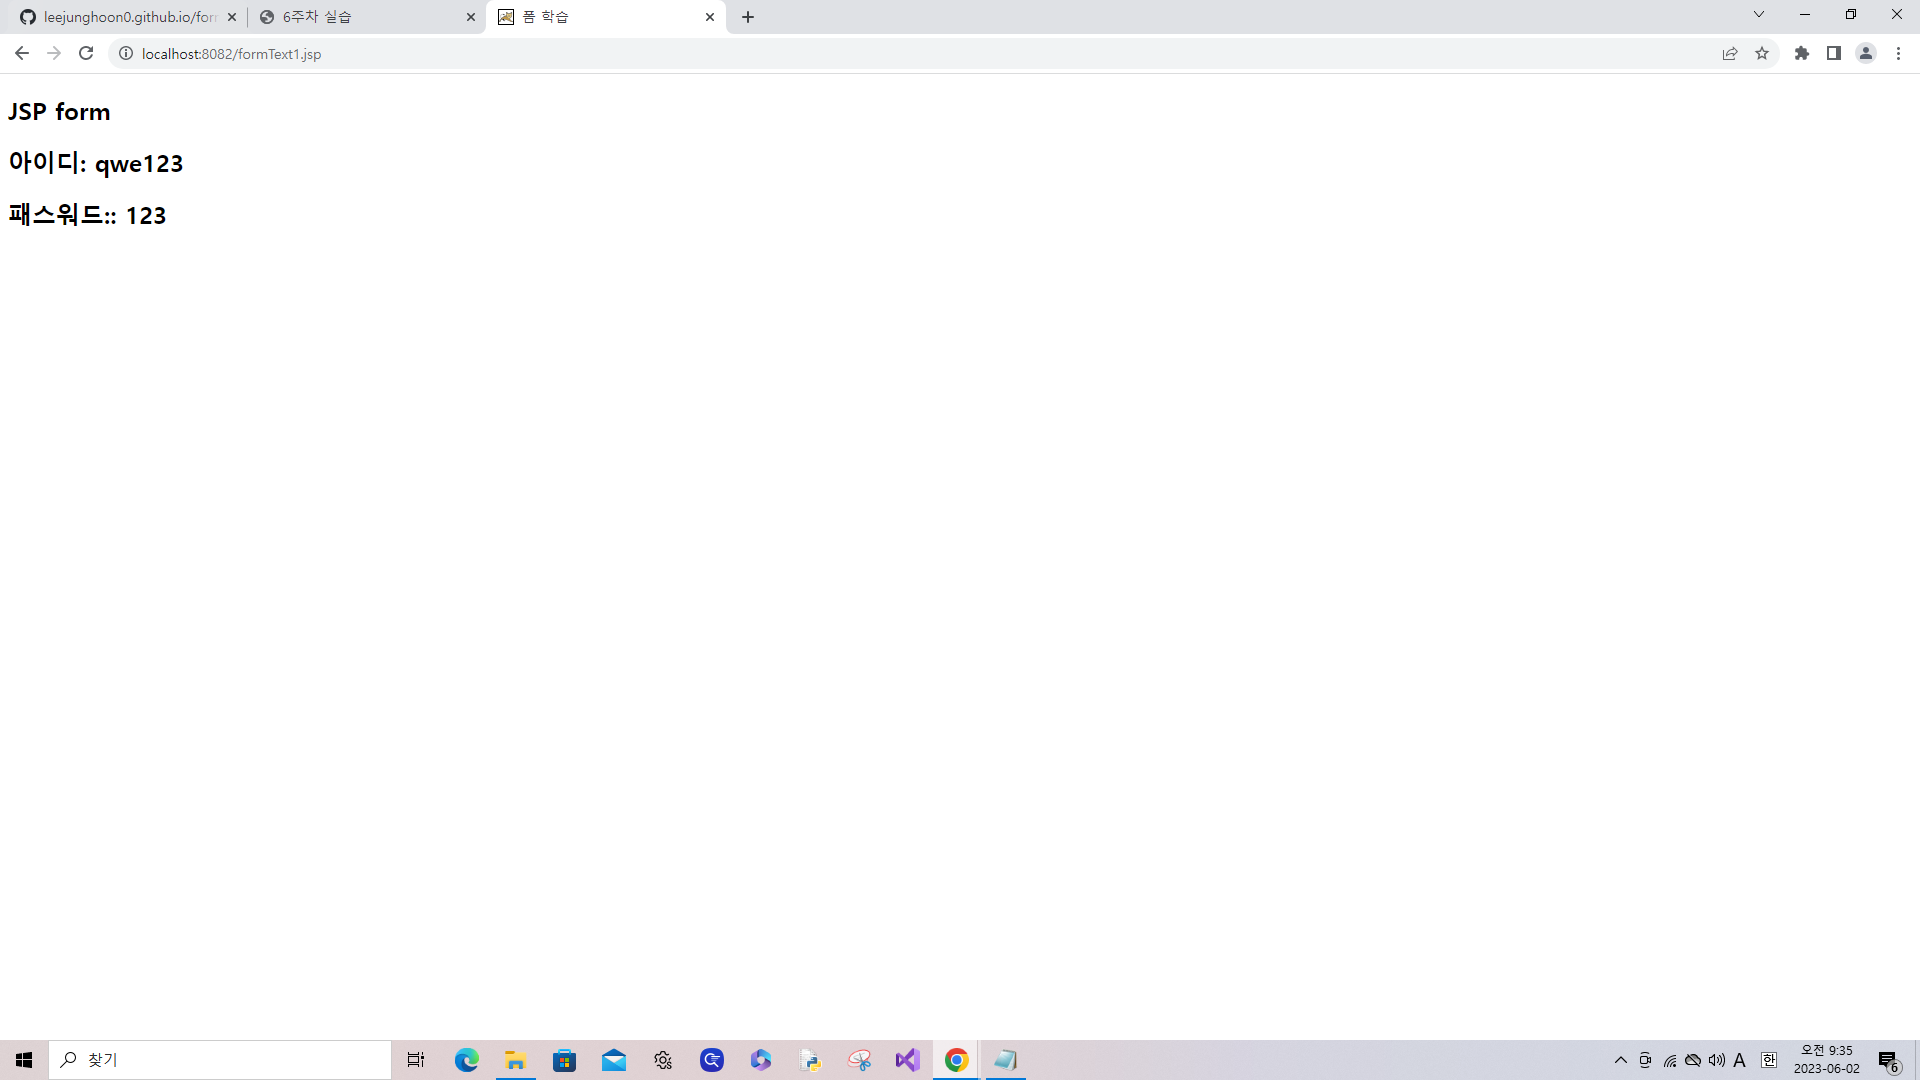 leejunghoon0.github.io/for
6주차 실습
폼 학습
localhost:8082/formText1.jsp
JSP form
아이디: qwe123
패스워드:: 123
찾기
A
한
오전 9:35
2023-06-02
6